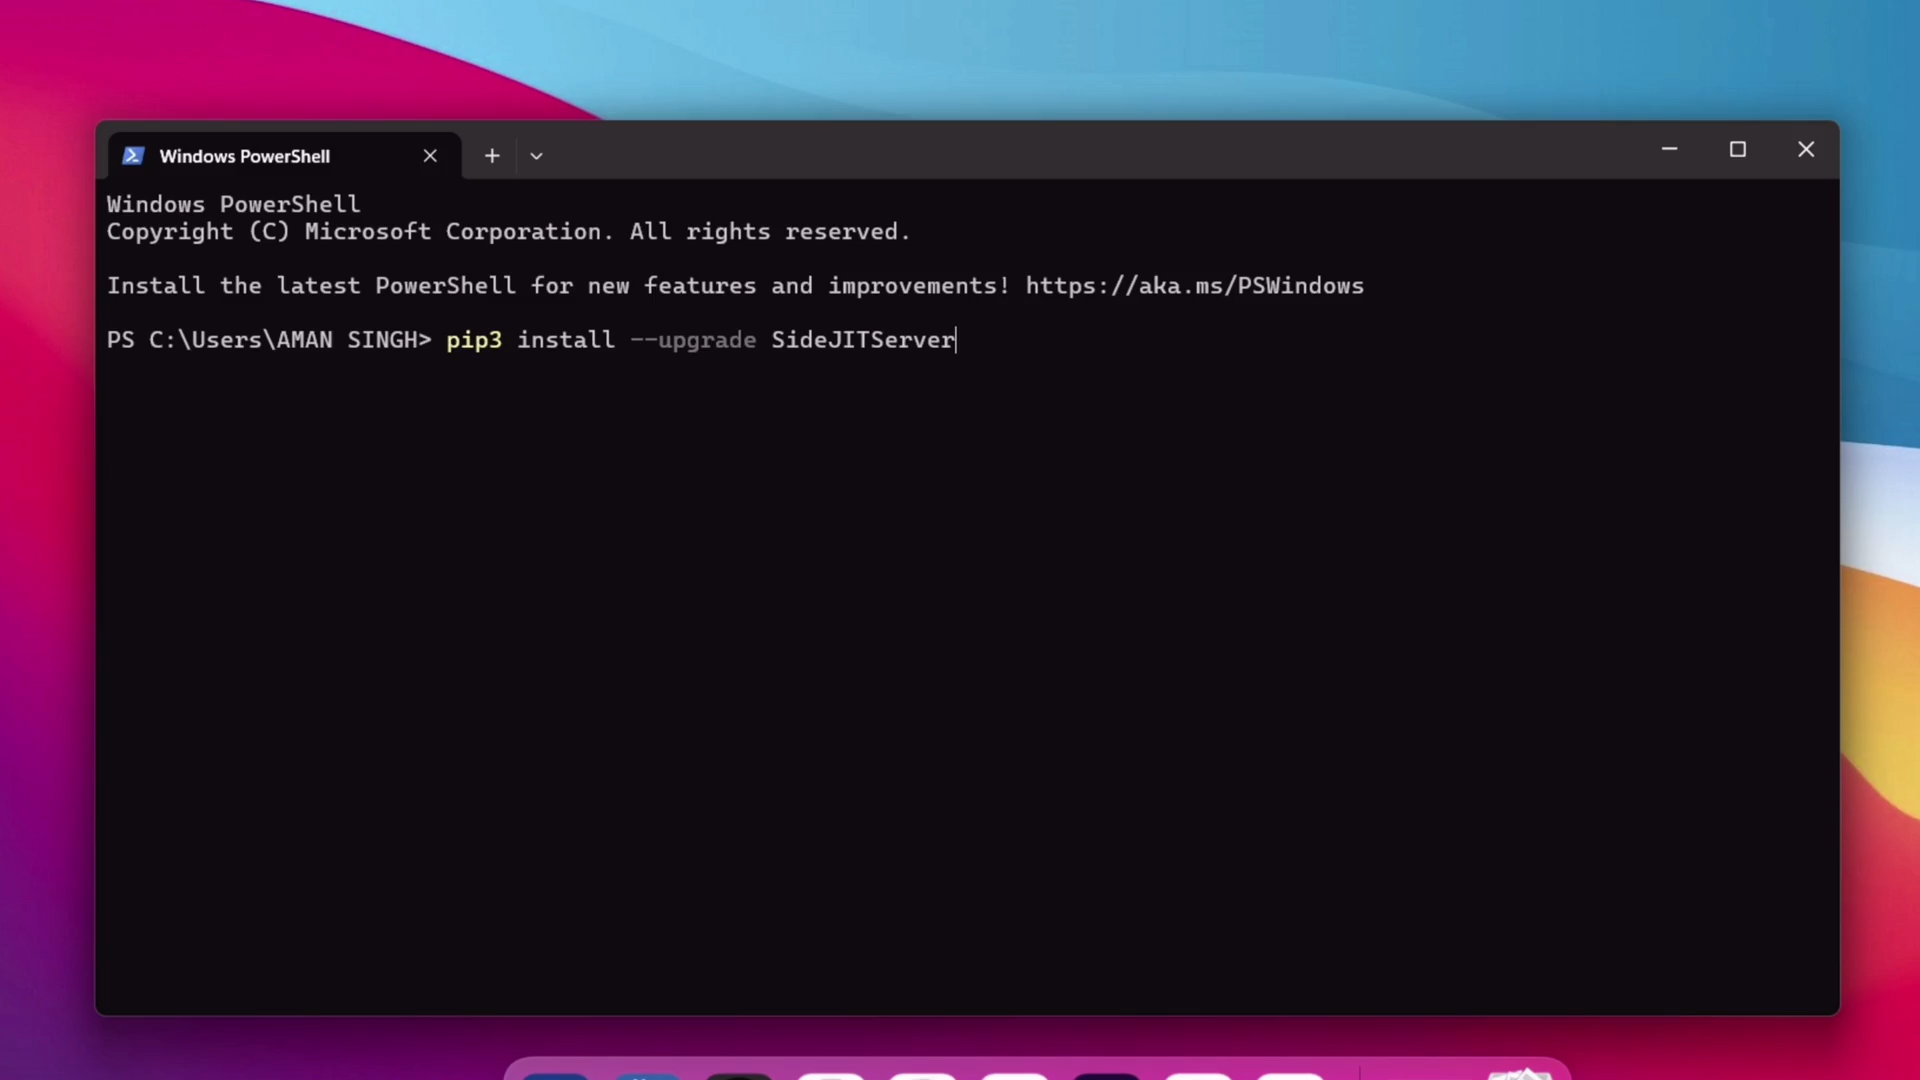 Windows PowerShell
Windows PowerShell
Copyright (C) Microsoft Corporation. All rights reserved.
Install the latest PowerShell for new features and improvements! https://aka.ms/PSWindows
PS C:\Users\AMAN SINGH> pip3 install --upgrade SideJITServer